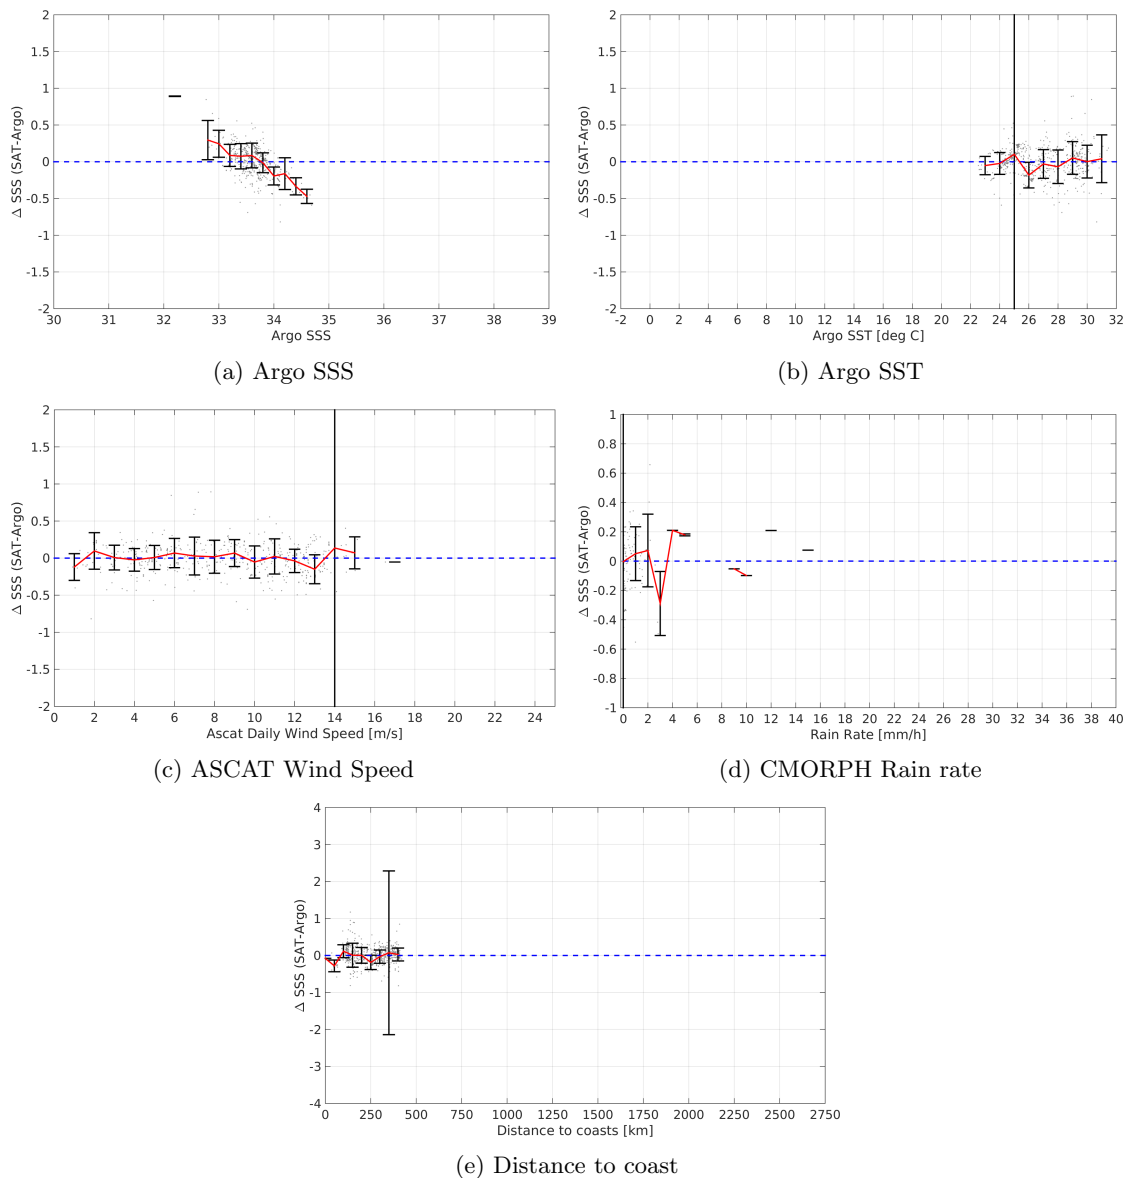 2
1.5
1
0.5
0
-0.5
-1
-1.5
-2
Δ SSS (SAT-Argo)
30 31 32 33 34 35 36 37 38 39
Argo SSS
(a) Argo SSS
2
1.5
1
0.5
0
-0.5
-1
-1.5
-2
Δ SSS (SAT-Argo)
-2 0 2 4 6 8 10 12 14 16 18 20 22 24 26 28 30 32
Argo SST [deg C]
(b) Argo SST
2
1.5
1
0.5
0
-0.5
-1
-1.5
-2
Δ SSS (SAT-Argo)
0 2 4 6 8 10 12 14 16 18 20 22 24
Ascat Daily Wind Speed [m/s]
(c) ASCAT Wind Speed
1
0.8
0.6
0.4
0.2
0
-0.2
-0.4
-0.6
-0.8
-1
Δ SSS (SAT-Argo)
0 2 4 6 8 10 12 14 16 18 20 22 24 26 28 30 32 34 36 38 40
Rain Rate [mm/h]
(d) CMORPH Rain rate
4
3
2
1
0
-1
-2
-3
-4
Δ SSS (SAT-Argo)
0 250 500 750 1000 1250 1500 1750 2000 2250 2500 2750
Distance to coasts [km]
(e) Distance to coast